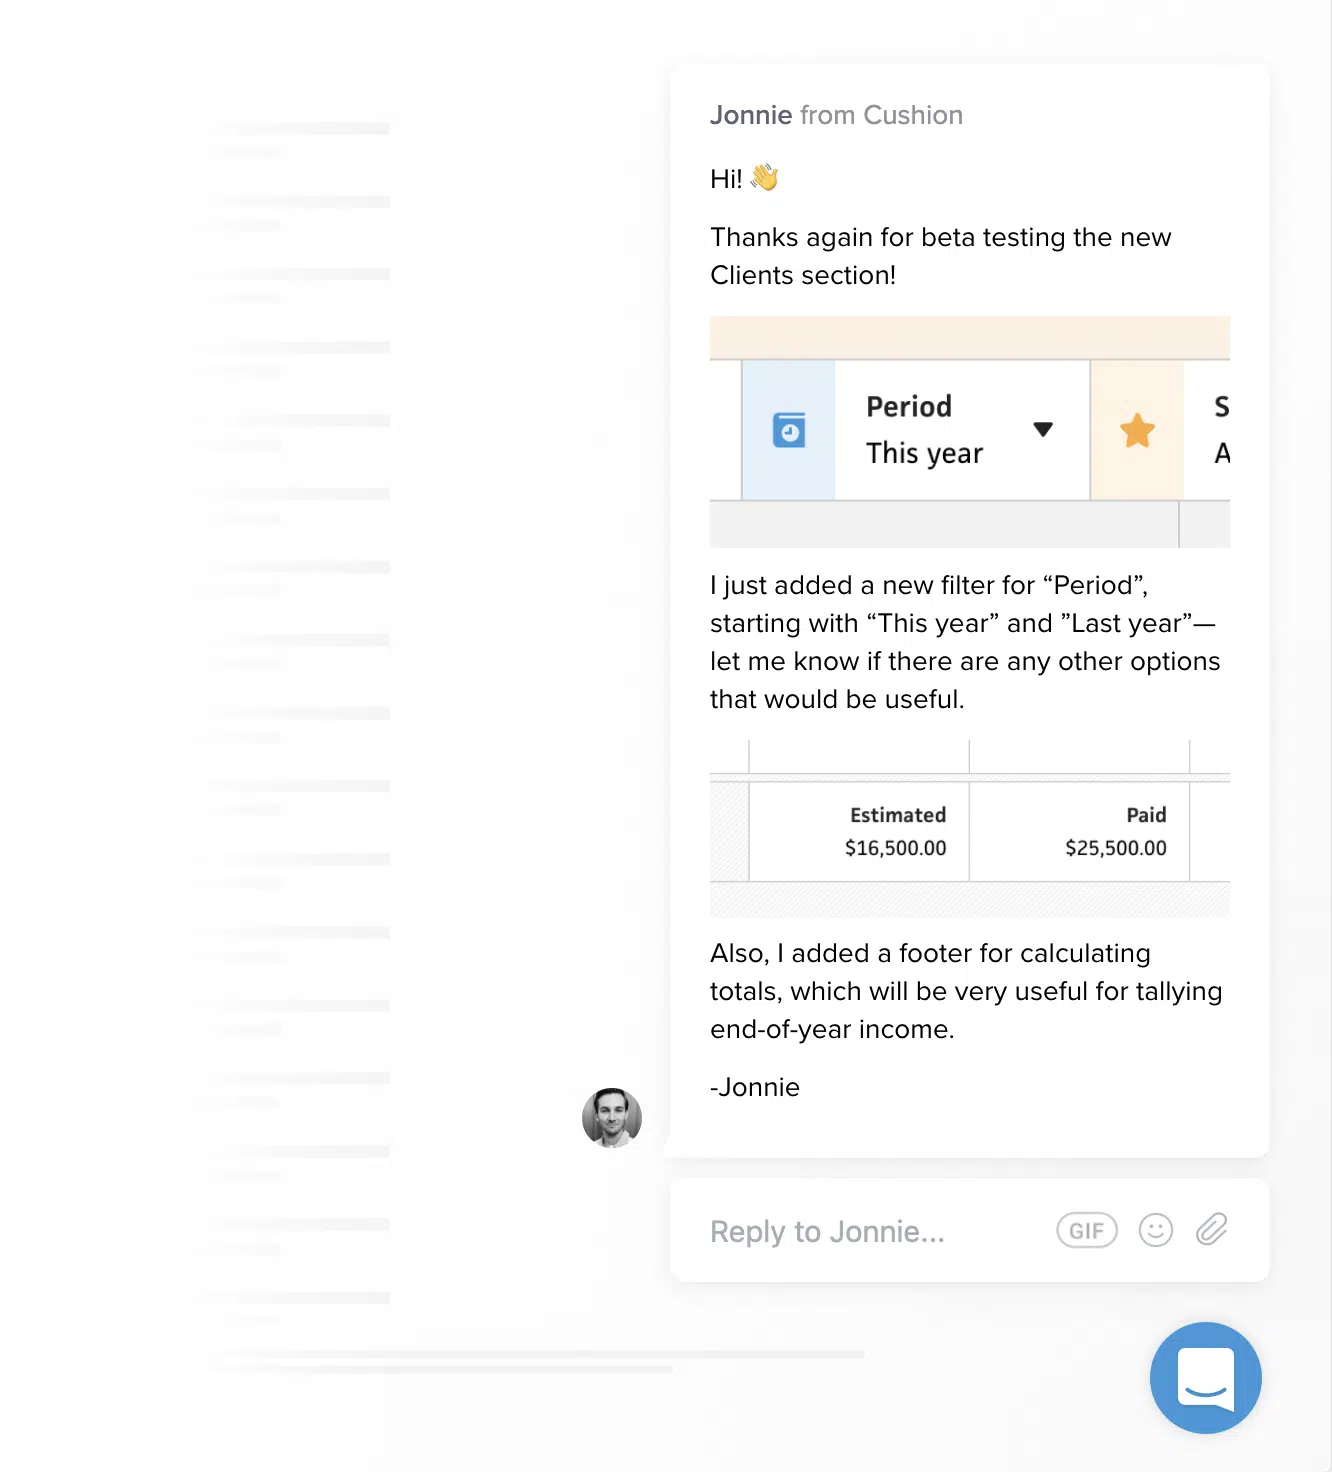 Jonnie from Cushion
Hi! 👋
Thanks again for beta testing the new
Clients section!
Period
This year
S
A
I just added a new filter for “Period”,
starting with “This year” and ”Last year”—
let me know if there are any other options
that would be useful.
Estimated
$16,500.00
Paid
$25,500.00
Also, I added a footer for calculating
totals, which will be very useful for tallying
end-of-year income.
-Jonnie
Reply to Jonnie...
GIF